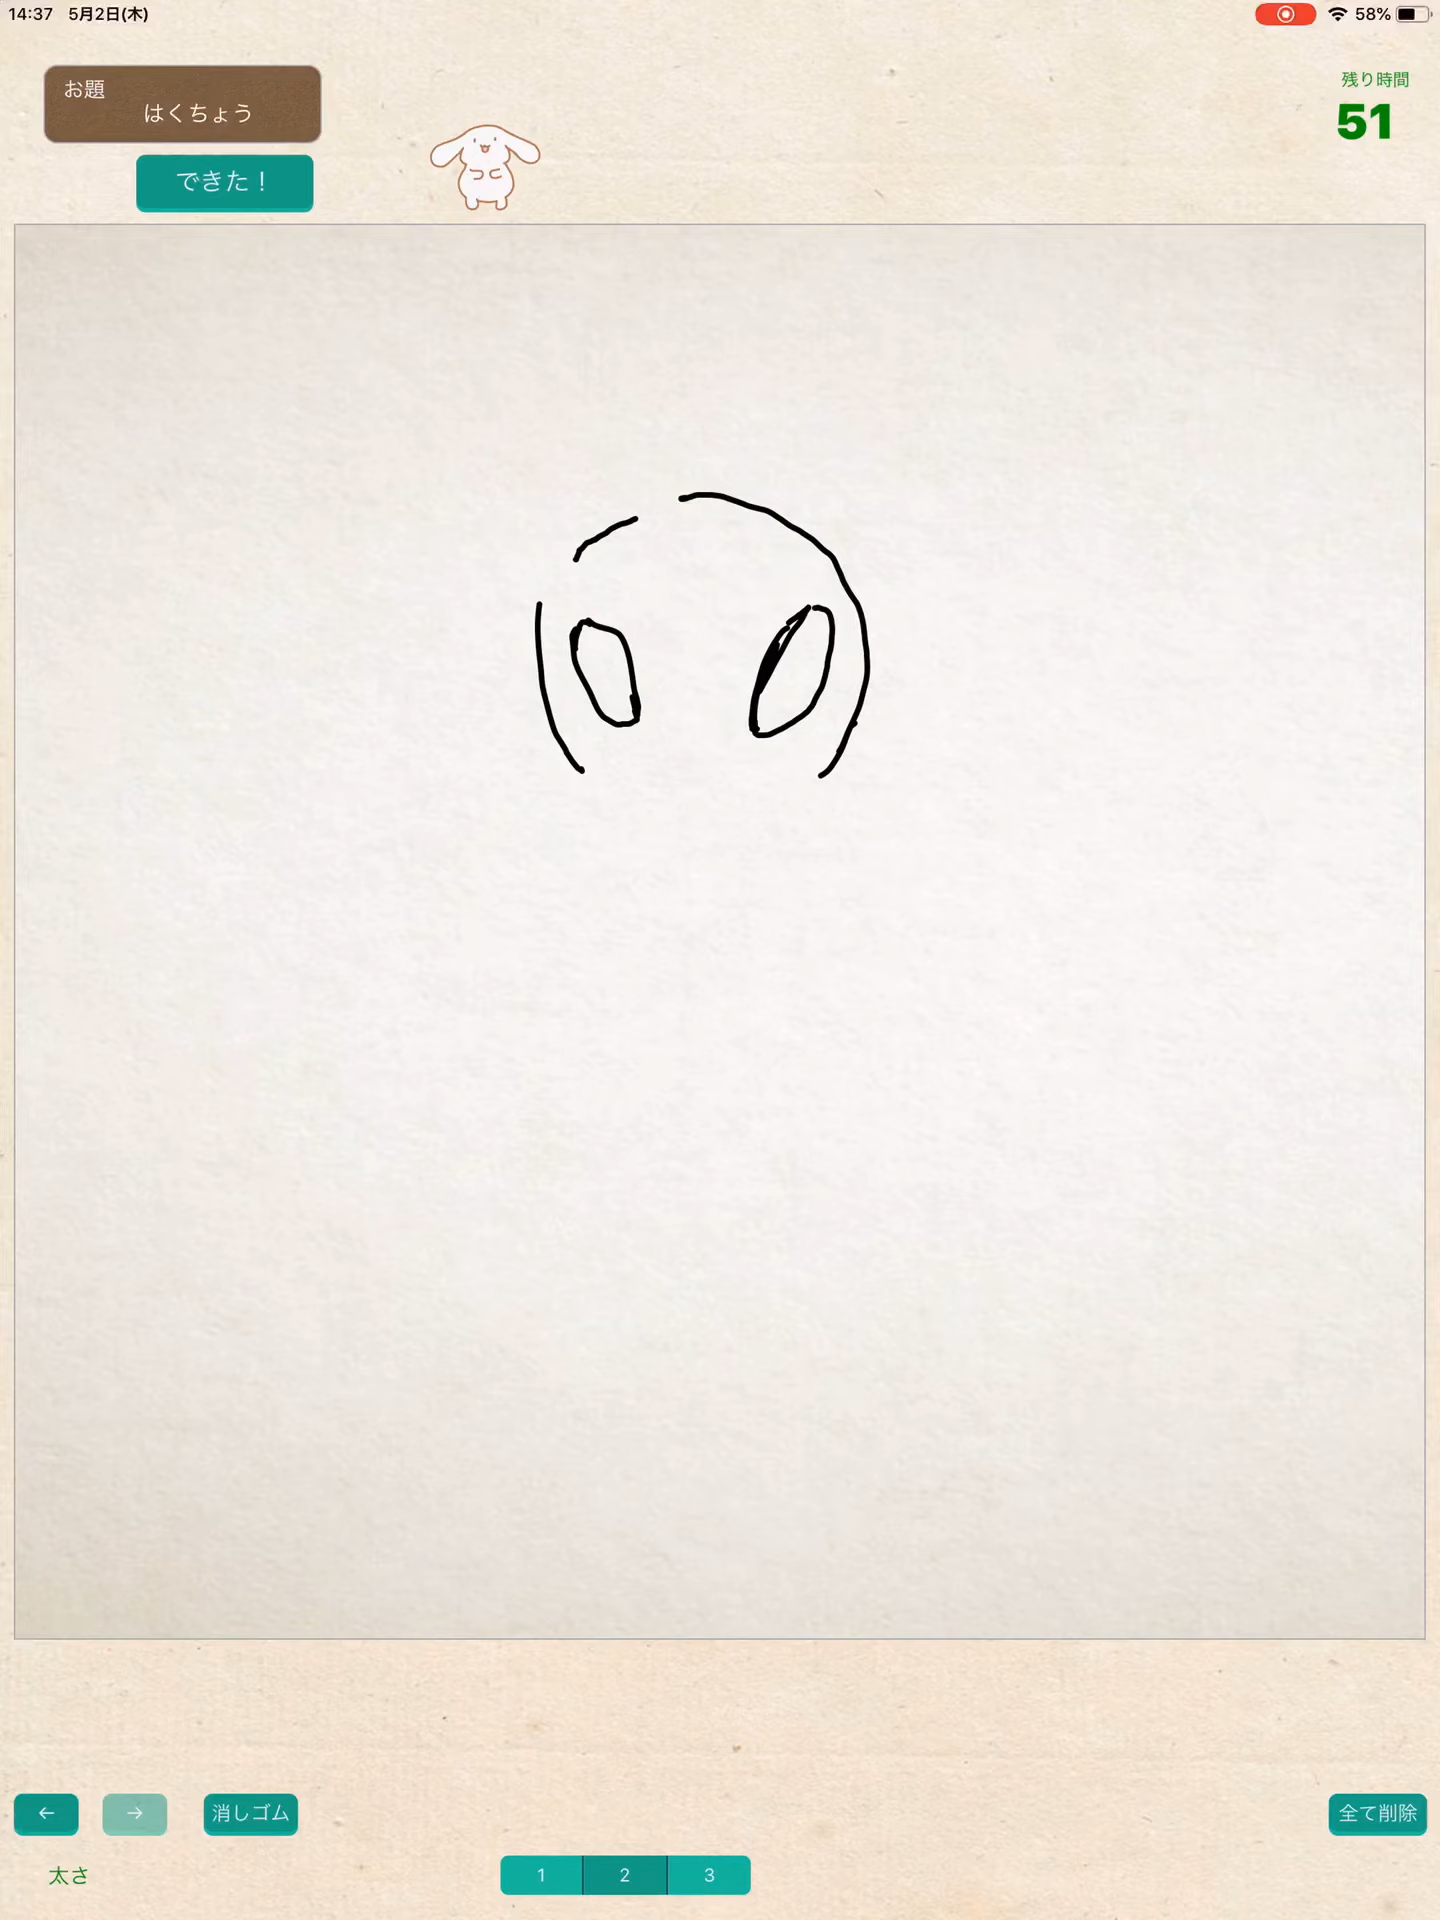 14:37 5月2日(木)
58%
お題
はくちょう
できた！
残り時間
51
← → 消しゴム 全て削除
太さ 1 2 3